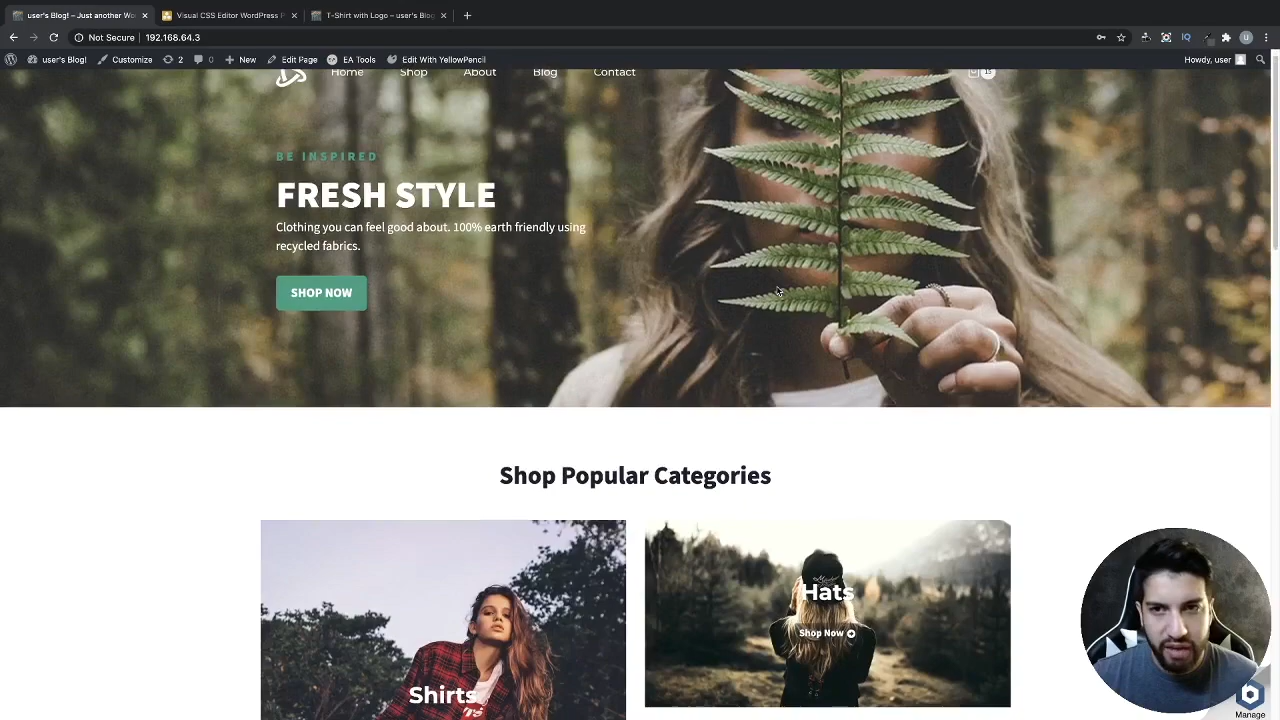 user's Blog! – Just another Wor
Visual CSS Editor WordPress P
T-Shirt with Logo – user's Blog
Not Secure 192.168.64.3
user's Blog! Customize 2 0 New Edit Page EA Tools Edit With YellowPencil Howdy, user
Home Shop About Blog Contact
BE INSPIRED
FRESH STYLE
Clothing you can feel good about. 100% earth friendly using
recycled fabrics.
SHOP NOW
Shop Popular Categories
Hats
Shop Now
Shirts
Manage